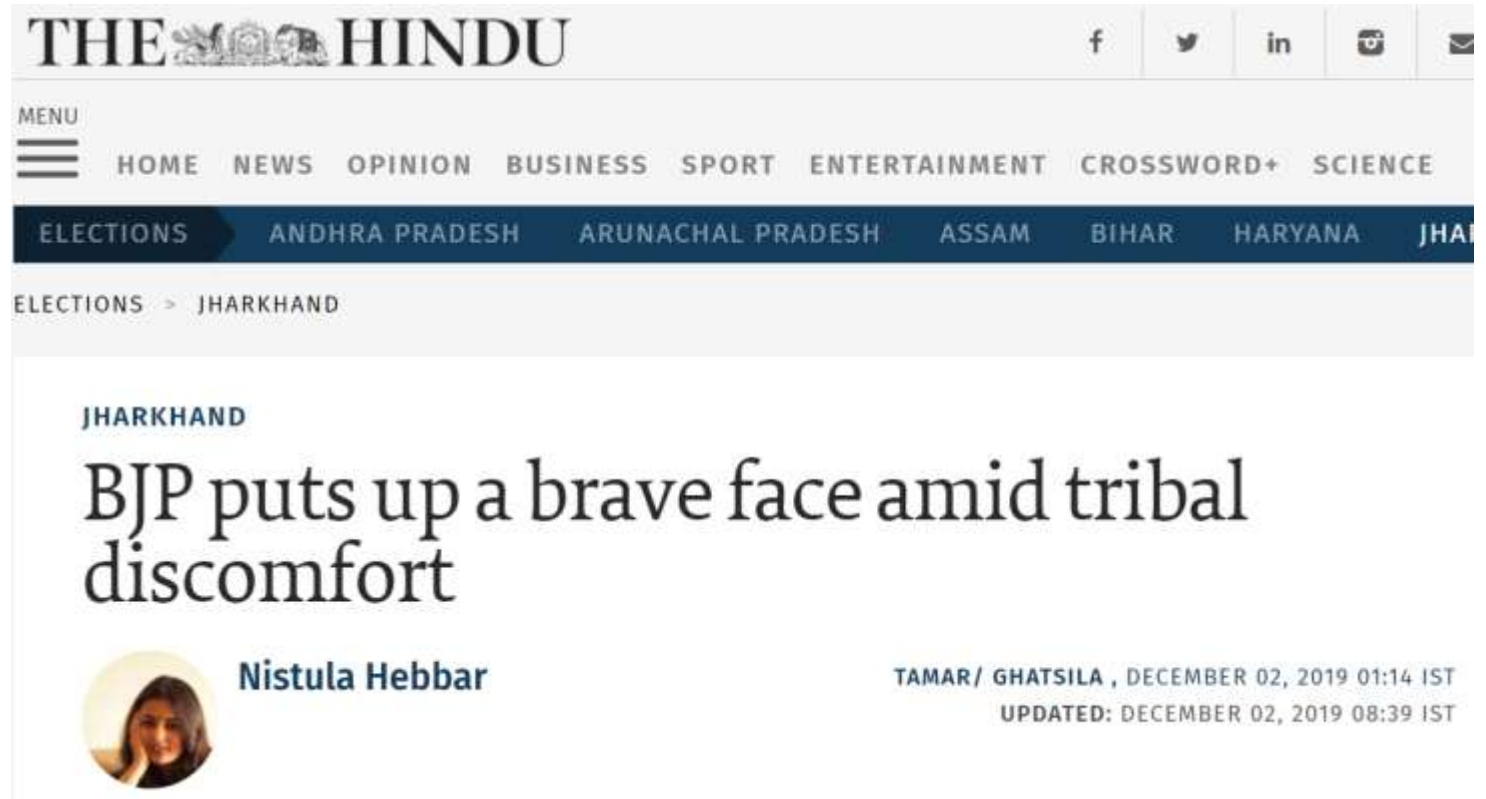 THE HINDU
MENU
HOME NEWS OPINION BUSINESS SPORT ENTERTAINMENT CROSSWORD+ SCIENCE
ELECTIONS ANDHRA PRADESH ARUNACHAL PRADESH ASSAM BIHAR HARYANA JHA
ELECTIONS > JHARKHAND
JHARKHAND
BJP puts up a brave face amid tribal
discomfort
Nistula Hebbar
TAMAR/ GHATSILA , DECEMBER 02, 2019 01:14 IST
UPDATED: DECEMBER 02, 2019 08:39 IST